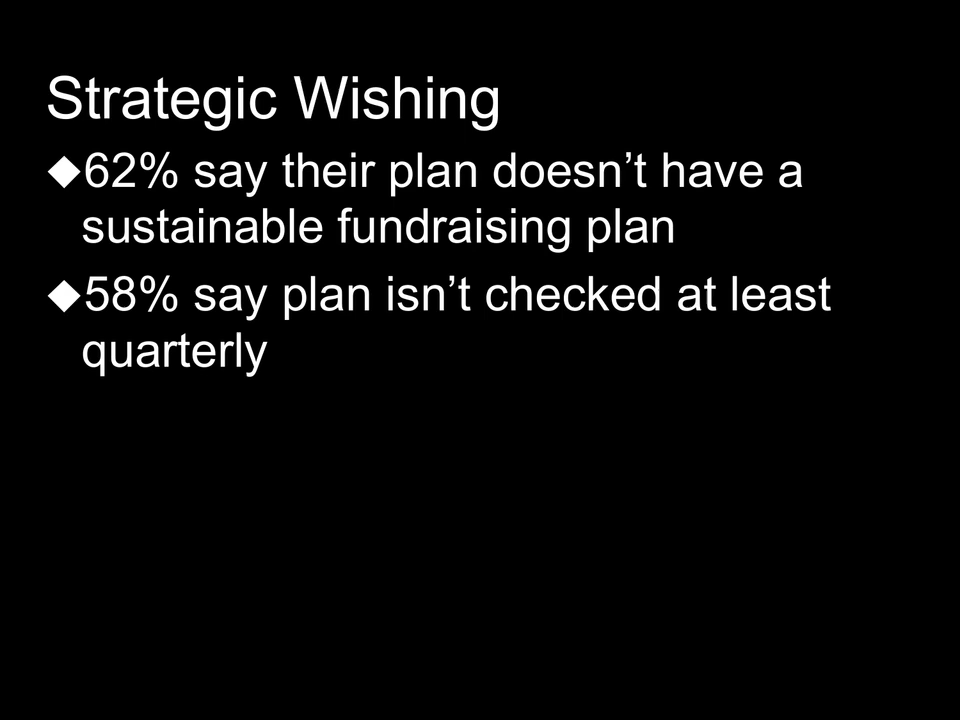 Strategic Wishing
◆62% say their plan doesn’t have a
sustainable fundraising plan
◆58% say plan isn’t checked at least
quarterly